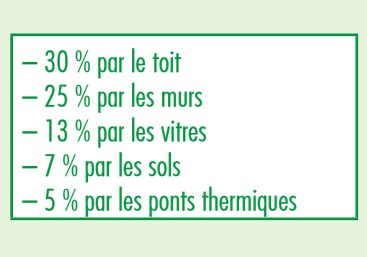 – 30 % par le toit
– 25 % par les murs
– 13 % par les vitres
– 7 % par les sols
– 5 % par les ponts thermiques